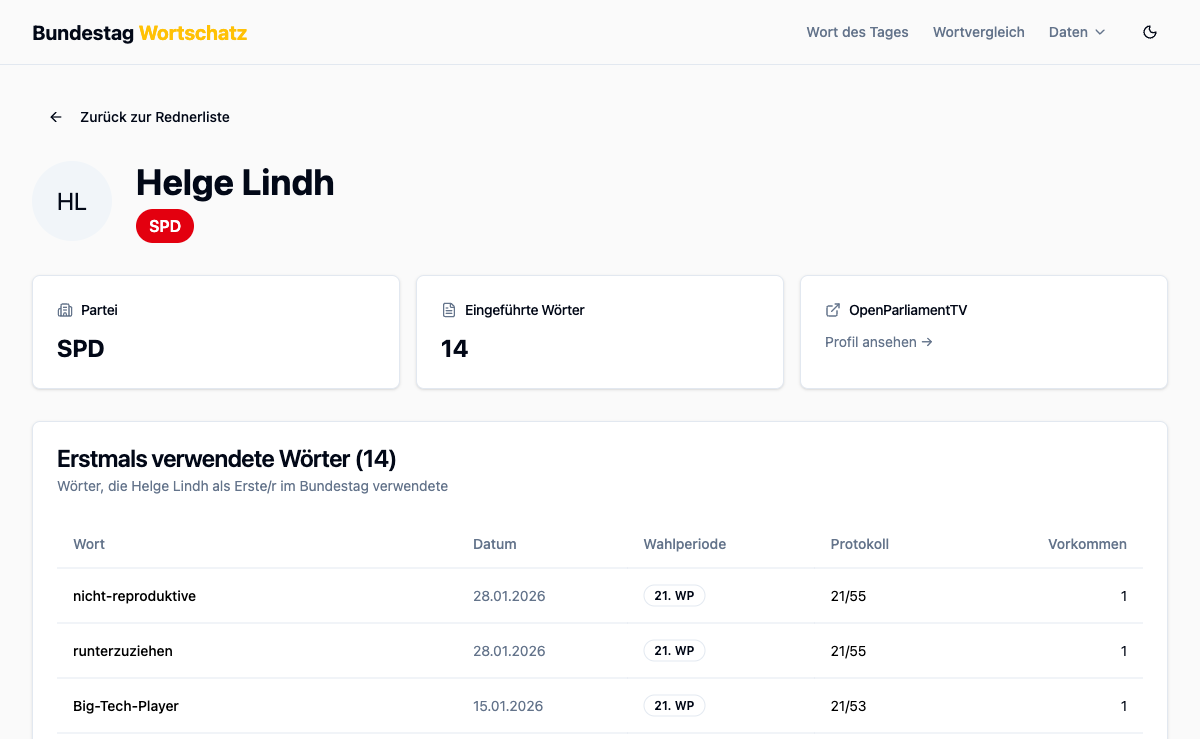 Bundestag Wortschatz
Wort des Tages
Wortvergleich
Daten
← Zurück zur Rednerliste
HL
Helge Lindh
SPD
Partei
SPD
Eingeführte Wörter
14
OpenParliamentTV
Profil ansehen →
Erstmals verwendete Wörter (14)
Wörter, die Helge Lindh als Erste/r im Bundestag verwendete
Wort Datum Wahlperiode Protokoll Vorkommen
nicht-reproduktive 28.01.2026 21. WP 21/55 1
runterzuziehen 28.01.2026 21. WP 21/55 1
Big-Tech-Player 15.01.2026 21. WP 21/53 1